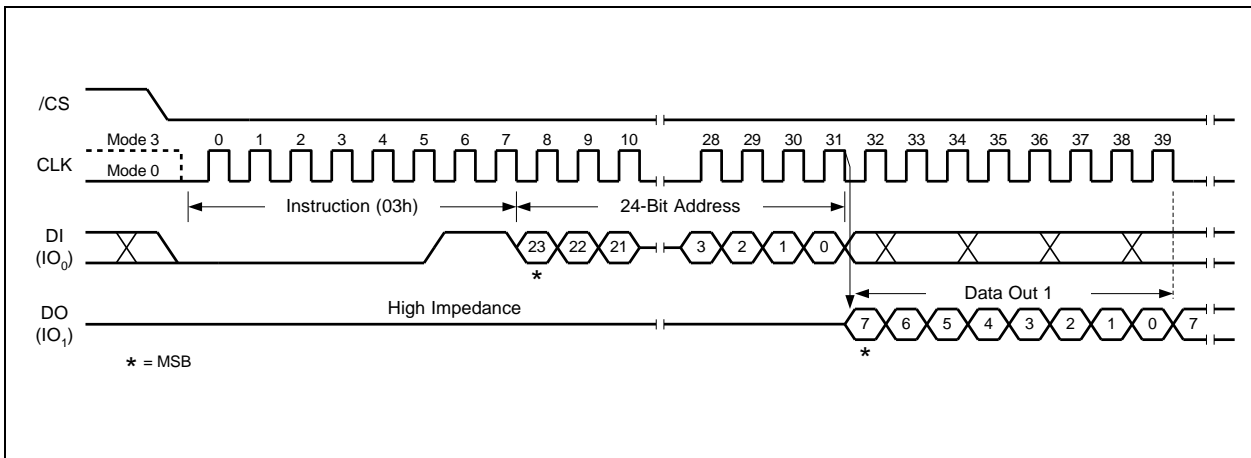 /CS
Mode 3
0 1 2 3 4 5 6 7 8 9 10 28 29 30 31 32 33 34 35 36 37 38 39
CLK
Mode 0
Instruction (03h) 24-Bit Address
DI
(IO0)
23 22 21 3 2 1 0
*
High Impedance
Data Out 1
DO
(IO1)
7 6 5 4 3 2 1 0 7
*
* = MSB